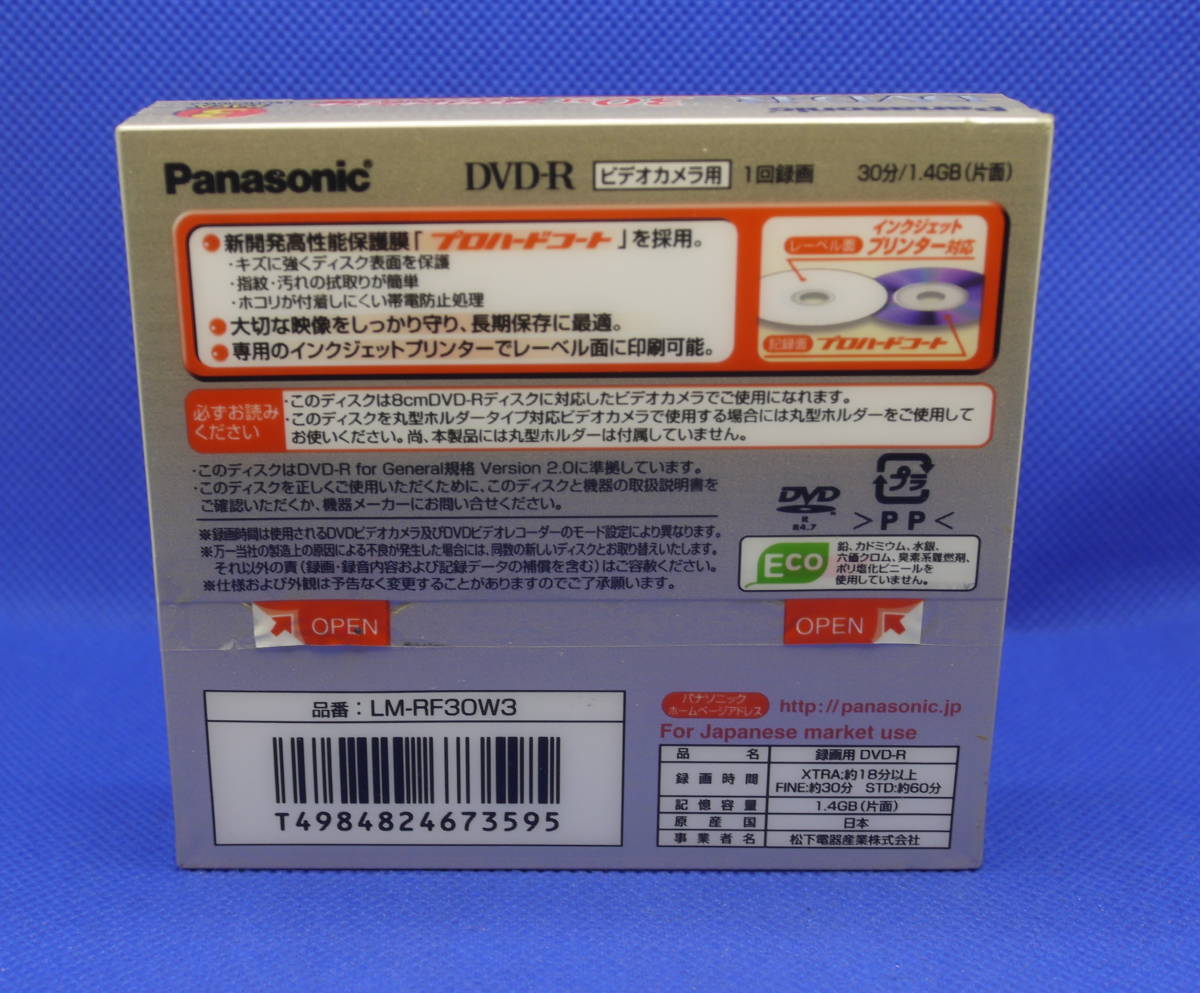 Panasonic
Panasonic DVD-R ビデオカメラ用 1回録画 30分/1.4GB(片面)
● 新開発高性能保護膜「プロハードコート」を採用。
・キズに強くディスク表面を保護
・指紋・汚れの拭取りが簡単
・ホコリが付着しにくい帯電防止処理
● 大切な映像をしっかり守り、長期保存に最適。
● 専用のインクジェットプリンターでレーベル面に印刷可能。
インクジェット
プリンター対応
レーベル面
記録面 プロハードコート
必ずお読み
ください
・このディスクは8cmDVD-Rディスクに対応したビデオカメラでご使用になれます。
・このディスクを丸型ホルダータイプ対応ビデオカメラで使用する場合には丸型ホルダーをご使用して
お使いください。尚、本製品には丸型ホルダーは付属していません。
・このディスクはDVD-R for General規格 Version 2.0に準拠しています。
・このディスクを正しくご使用いただくために、このディスクと機器の取扱説明書を
ご確認いただくか、機器メーカーにお問い合せください。
※録画時間は使用されるDVDビデオカメラ及びDVDビデオレコーダーのモード設定により異なります。
※万一当社の製造上の原因による不良が発生した場合には、同数の新しいディスクとお取り替えいたします。
それ以外の責(録画・録音内容および記録データの補償を含む)はご容赦ください。
※仕様および外観は予告なく変更することがありますのでご了承願います。
DVD
R
R4.7
プラ
>PP<
Eco
鉛、カドミウム、水銀、
六価クロム、臭素系難燃剤、
ポリ塩化ビニールを
使用していません。
OPEN
OPEN
品番：LM-RF30W3
T4984824673595
パナソニック
ホームページアドレス
http://panasonic.jp
For Japanese market use
品名 録画用 DVD-R
録画時間 XTRA:約18分以上
FINE:約30分 STD:約60分
記憶容量 1.4GB(片面)
原産国 日本
事業者名 松下電器産業株式会社